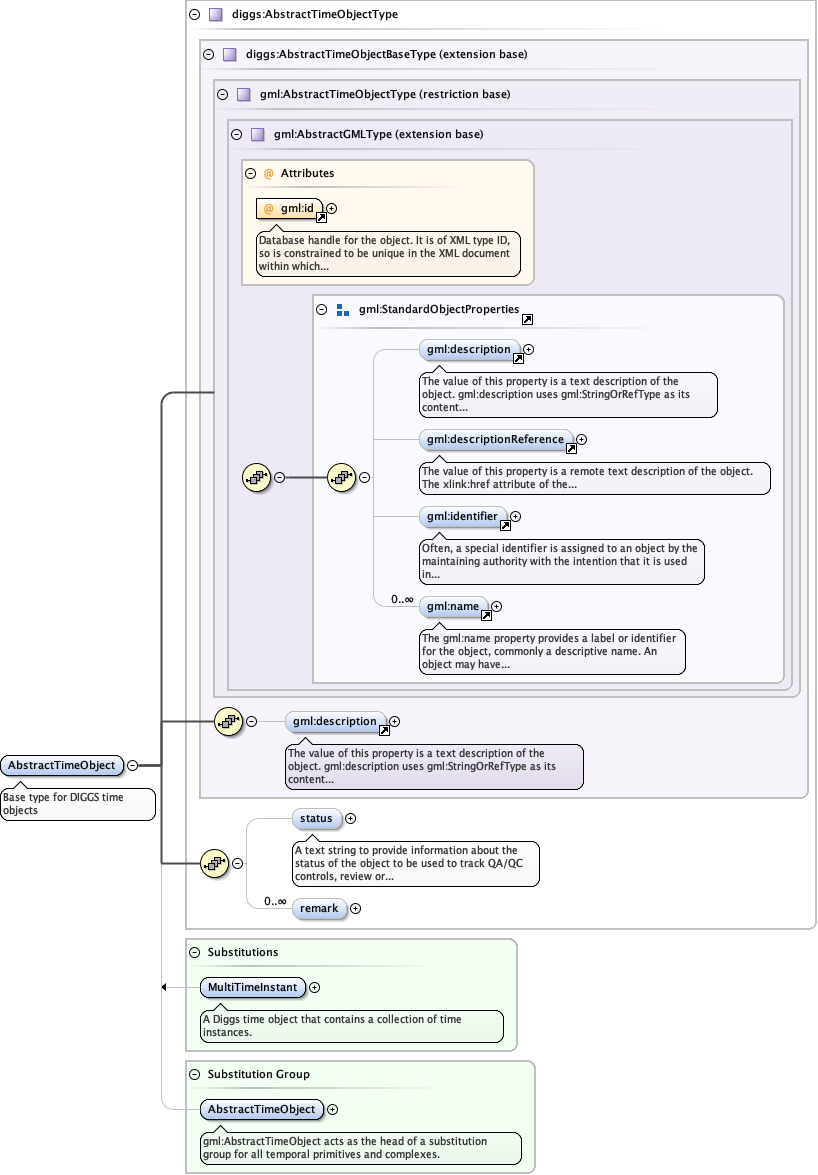 diggs:AbstractTimeObjectType
diggs:AbstractTimeObjectBaseType (extension base)
gml:AbstractTimeObjectType (restriction base)
gml:AbstractGMLType (extension base)
@ Attributes
@ gml:id
Database handle for the object. It is of XML type ID,
so is constrained to be unique in the XML document
within which...
gml:StandardObjectProperties
gml:description
The value of this property is a text description of the
object. gml:description uses gml:StringOrRefType as its
content...
gml:descriptionReference
The value of this property is a remote text description of the object.
The xlink:href attribute of the...
gml:identifier
Often, a special identifier is assigned to an object by the
maintaining authority with the intention that it is used
in...
0..∞
gml:name
The gml:name property provides a label or identifier
for the object, commonly a descriptive name. An
object may have...
gml:description
The value of this property is a text description of the
object. gml:description uses gml:StringOrRefType as its
content...
AbstractTimeObject
Base type for DIGGS time
objects
status
A text string to provide information about the
status of the object to be used to track QA/QC
controls, review or...
0..∞
remark
Substitutions
MultiTimeInstant
A Diggs time object that contains a collection of time
instances.
Substitution Group
AbstractTimeObject
gml:AbstractTimeObject acts as the head of a substitution
group for all temporal primitives and complexes.